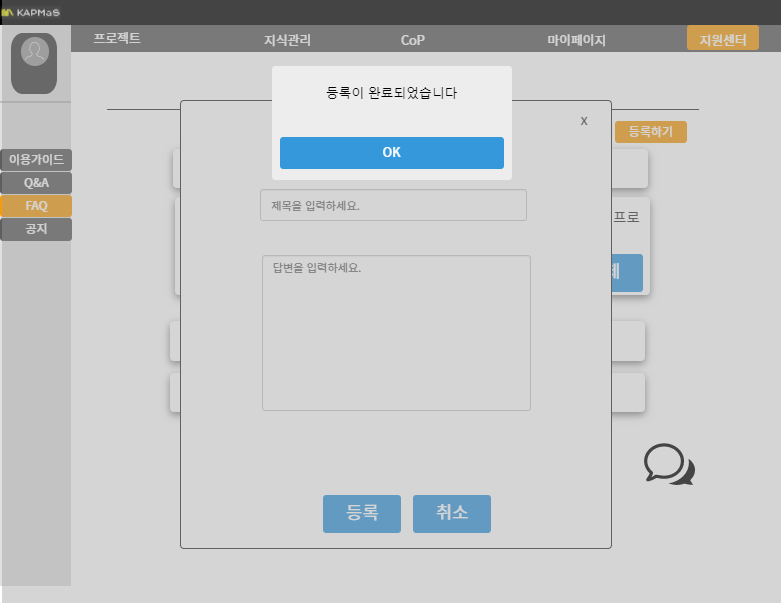 KAPMaS
프로젝트
지식관리
CoP
마이페이지
지원센터
등록이 완료되었습니다
OK
x
등록하기
이용가이드
Q&A
FAQ
공지
제목을 입력하세요.
프로
답변을 입력하세요.
등록
취소